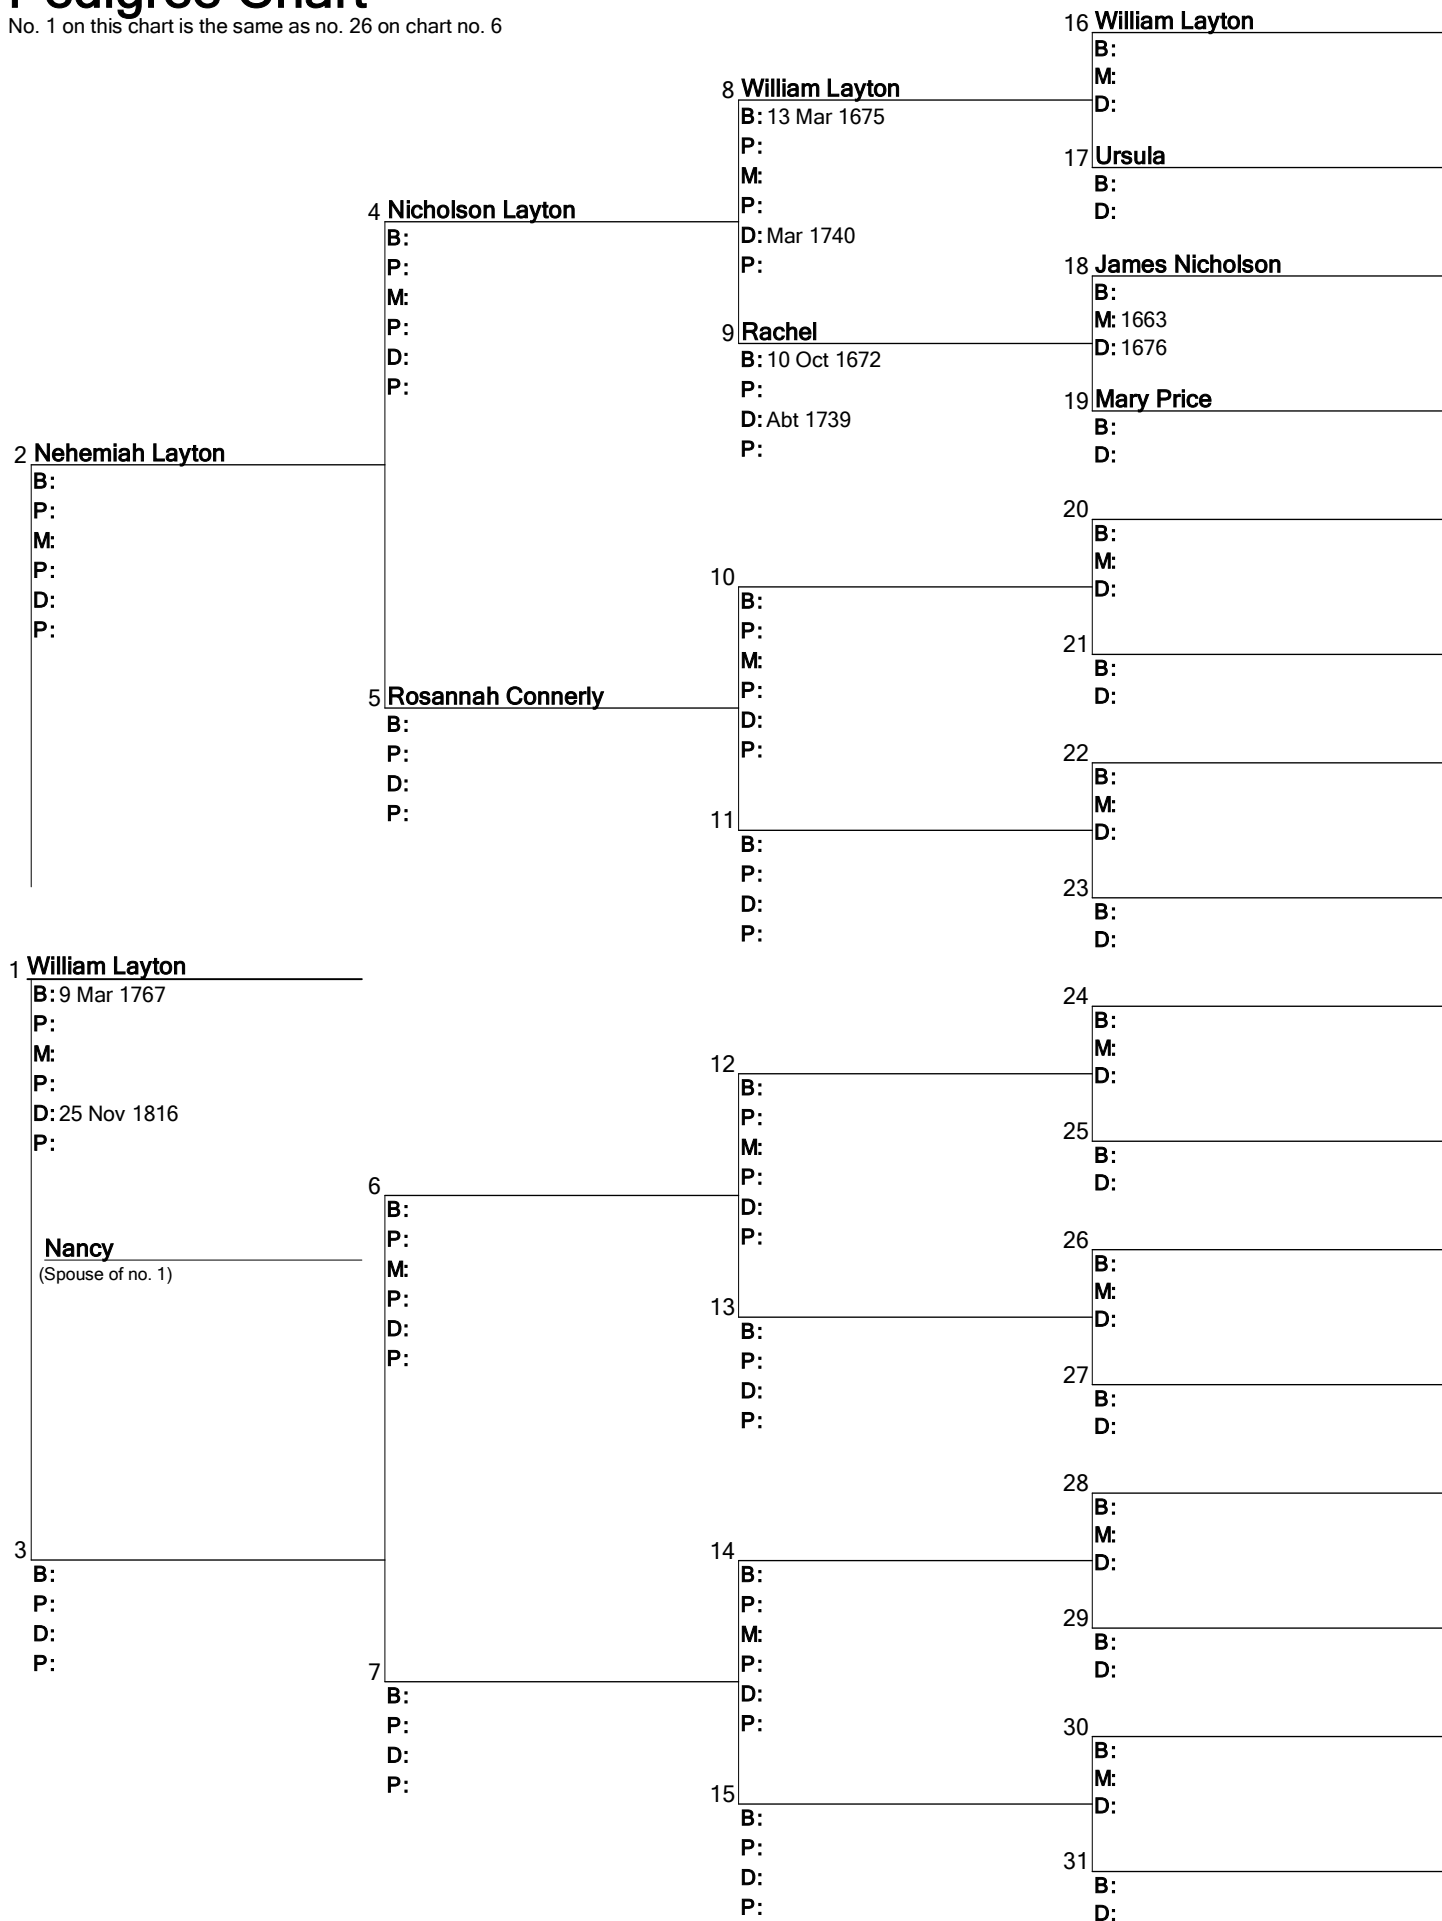 Pedigree Chart
No. 1 on this chart is the same as no. 26 on chart no. 6
16 William Layton
B:
M:
D:
8 William Layton
B: 13 Mar 1675
P:
M:
P:
D: Mar 1740
P:
17 Ursula
B:
D:
4 Nicholson Layton
B:
P:
M:
P:
D:
P:
18 James Nicholson
B:
M: 1663
D: 1676
9 Rachel
B: 10 Oct 1672
P:
D: Abt 1739
P:
19 Mary Price
B:
D:
2 Nehemiah Layton
B:
P:
M:
P:
D:
P:
20
B:
M:
D:
10
B:
P:
M:
P:
D:
P:
21
B:
D:
5 Rosannah Connerly
B:
P:
D:
P:
22
B:
M:
D:
11
B:
P:
D:
P:
23
B:
D:
1 William Layton
B: 9 Mar 1767
P:
M:
P:
D: 25 Nov 1816
P:
24
B:
M:
D:
12
B:
P:
M:
P:
D:
P:
25
B:
D:
6
B:
P:
M:
P:
D:
P:
Nancy
(Spouse of no. 1)
26
B:
M:
D:
13
B:
P:
D:
P:
27
B:
D:
28
B:
M:
D:
3
B:
P:
D:
P:
14
B:
P:
M:
P:
D:
P:
29
B:
D:
7
B:
P:
D:
P:
30
B:
M:
D:
15
B:
P:
D:
P:
31
B:
D: